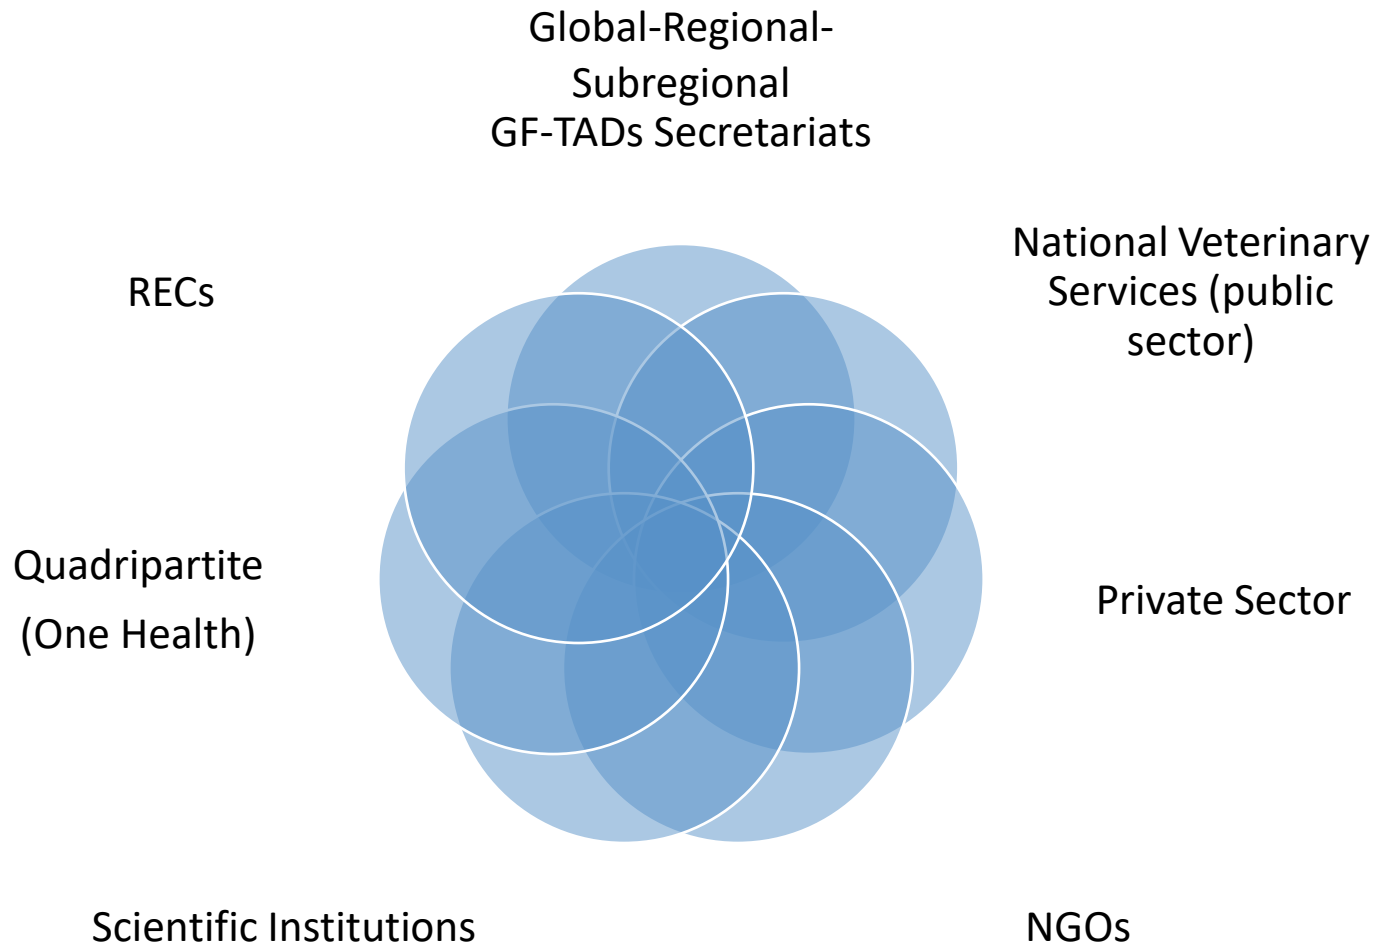 Global-Regional-
Subregional
GF-TADs Secretariats
National Veterinary
Services (public
sector)
RECs
Quadripartite
(One Health)
Private Sector
Scientific Institutions
NGOs